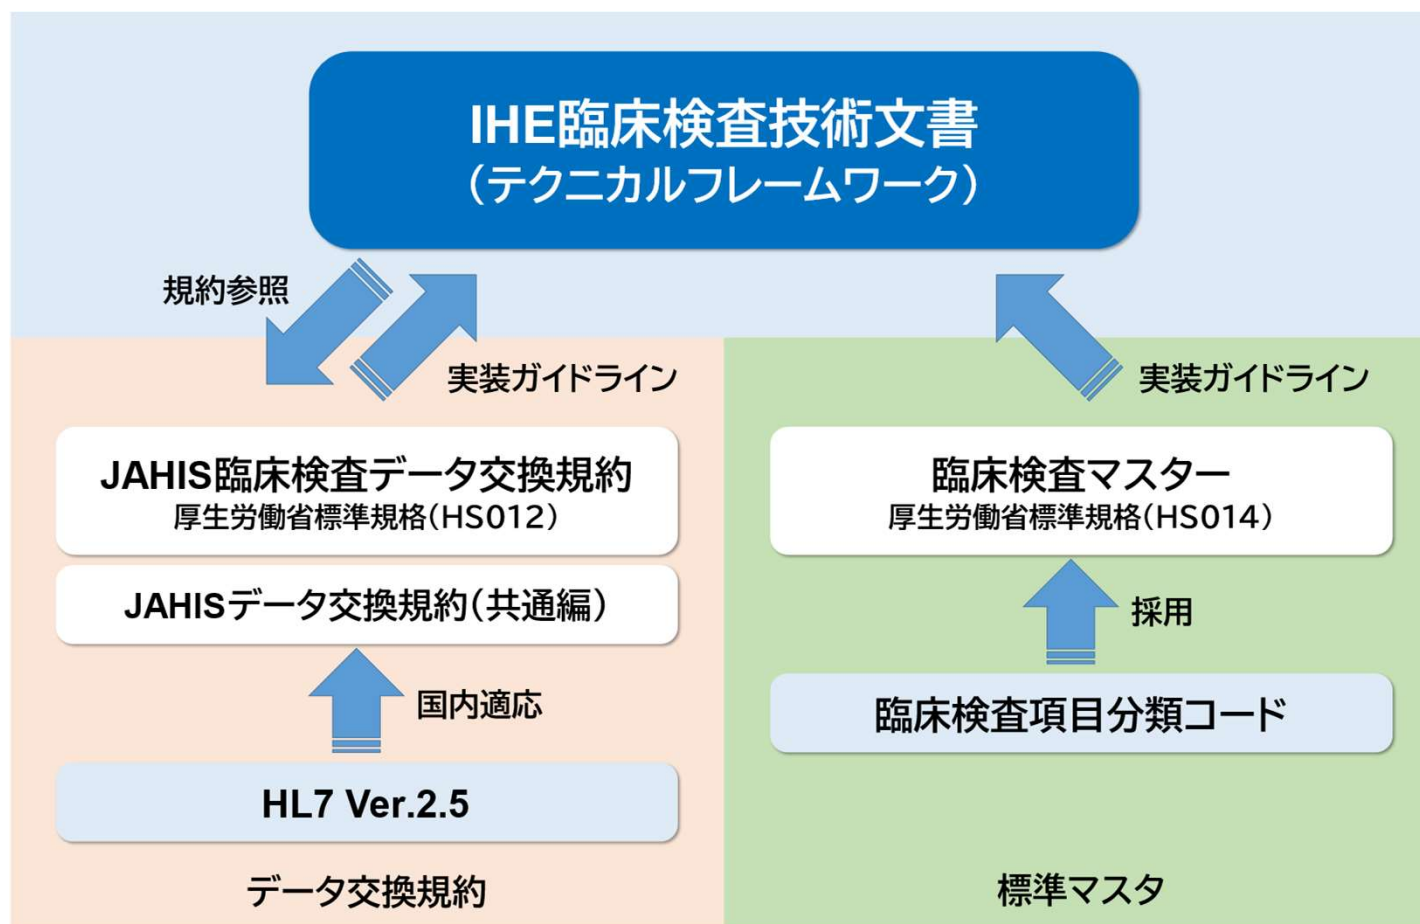 IHE臨床検査技術文書
（テクニカルフレームワーク）
規約参照
実装ガイドライン
実装ガイドライン
JAHIS臨床検査データ交換規約
厚生労働省標準規格（HS012）
臨床検査マスター
厚生労働省標準規格（HS014）
JAHISデータ交換規約（共通編）
採用
国内適応
臨床検査項目分類コード
HL7 Ver.2.5
データ交換規約
標準マスタ